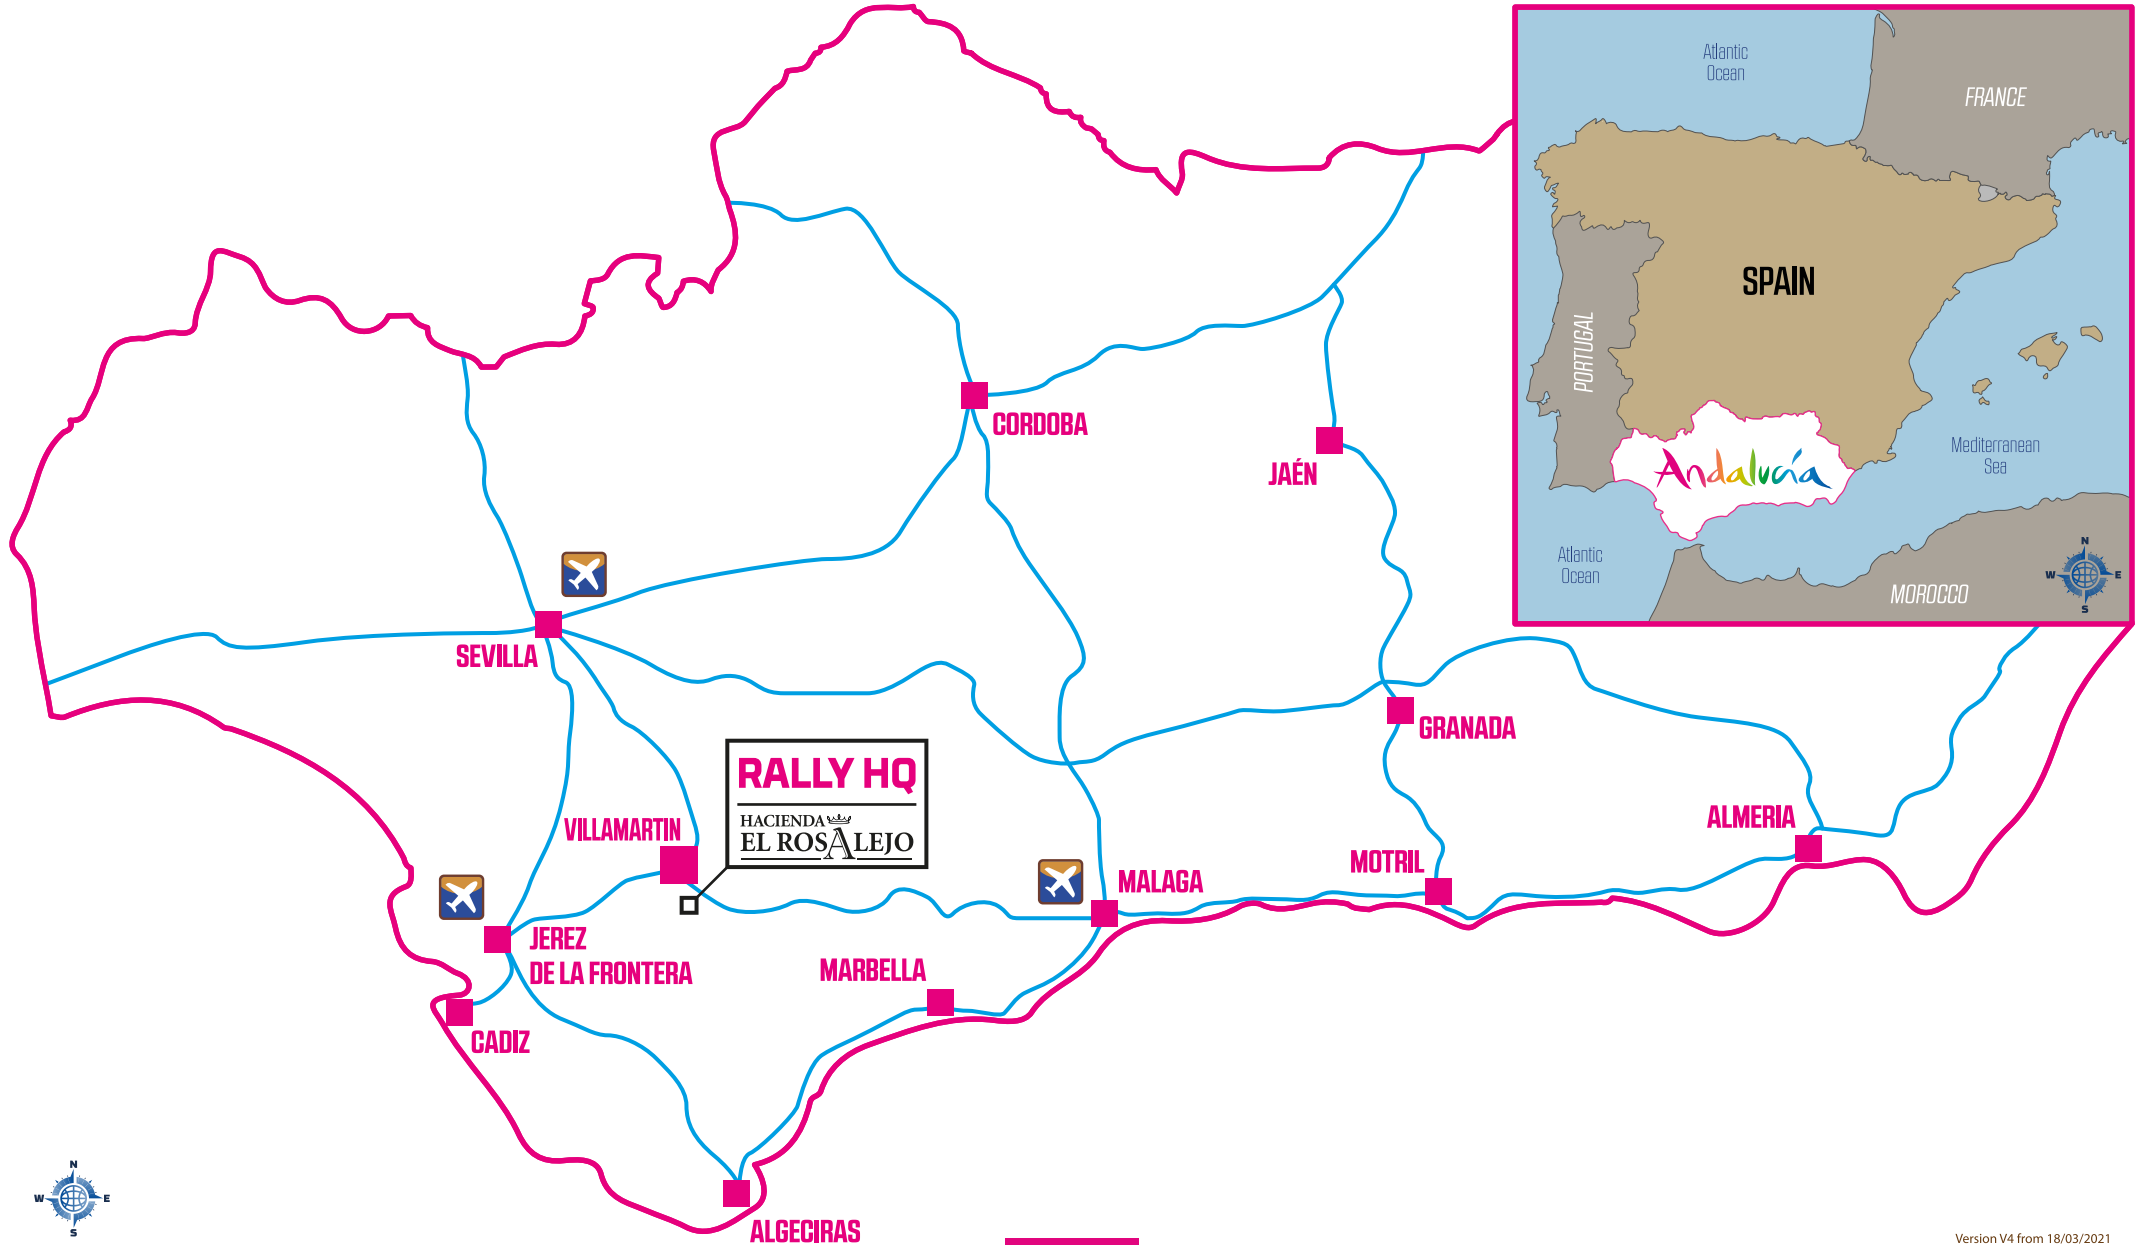 Atlantic
Ocean
FRANCE
SPAIN
PORTUGAL
Andalucía
Mediterranean
Sea
Atlantic
Ocean
MOROCCO
N
W E
S
CORDOBA
JAÉN
SEVILLA
GRANADA
RALLY HQ
HACIENDA
EL ROSALEJO
VILLAMARTIN
ALMERIA
MOTRIL
MALAGA
JEREZ
DE LA FRONTERA
MARBELLA
CADIZ
ALGECIRAS
N
W E
S
Version V4 from 18/03/2021